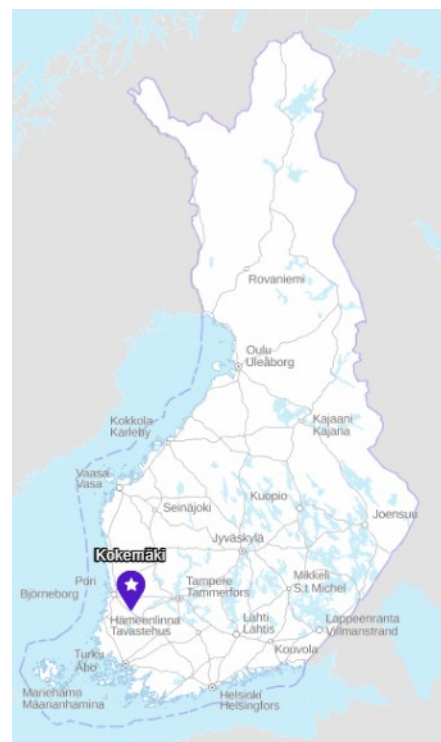 Rovaniemi
Oulu
Uleåborg
Kokkola
Karleby
Kajaani
Kajana
Vaasa
Vasa
Seinäjoki
Kuopio
Joensuu
Jyväskylä
Kokemäki
Pori
Björneborg
Tampere
Tammerfors
Mikkeli
S:t Michel
Hämeenlinna
Tavastehus
Lahti
Lahtis
Lappeenranta
Villmanstrand
Kouvola
Turku
Åbo
Mariehamn
Maarianhamina
Helsinki
Helsingfors